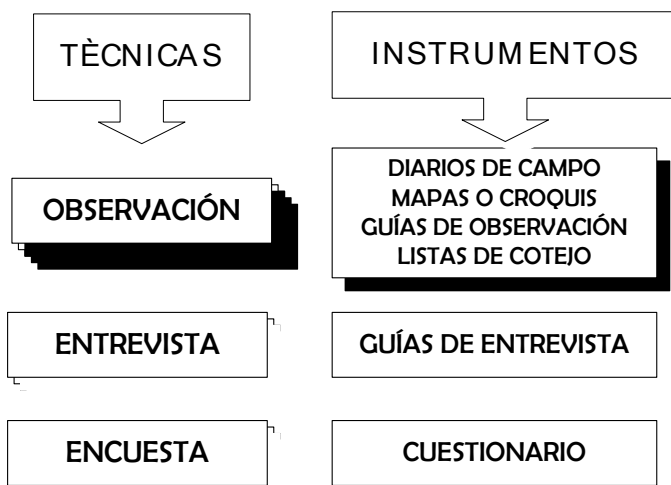 TÈCNICAS
INSTRUMENTOS
OBSERVACIÓN
DIARIOS DE CAMPO
MAPAS O CROQUIS
GUÍAS DE OBSERVACIÓN
LISTAS DE COTEJO
ENTREVISTA
GUÍAS DE ENTREVISTA
ENCUESTA
CUESTIONARIO